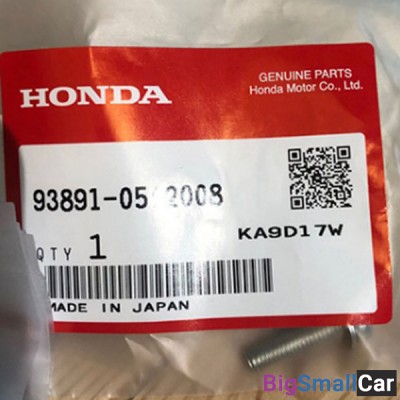 HONDA
GENUINE PARTS
Honda Motor Co., Ltd.
93891-05 2008
QTY 1
KA9D17W
MADE IN JAPAN
BigSmallCar